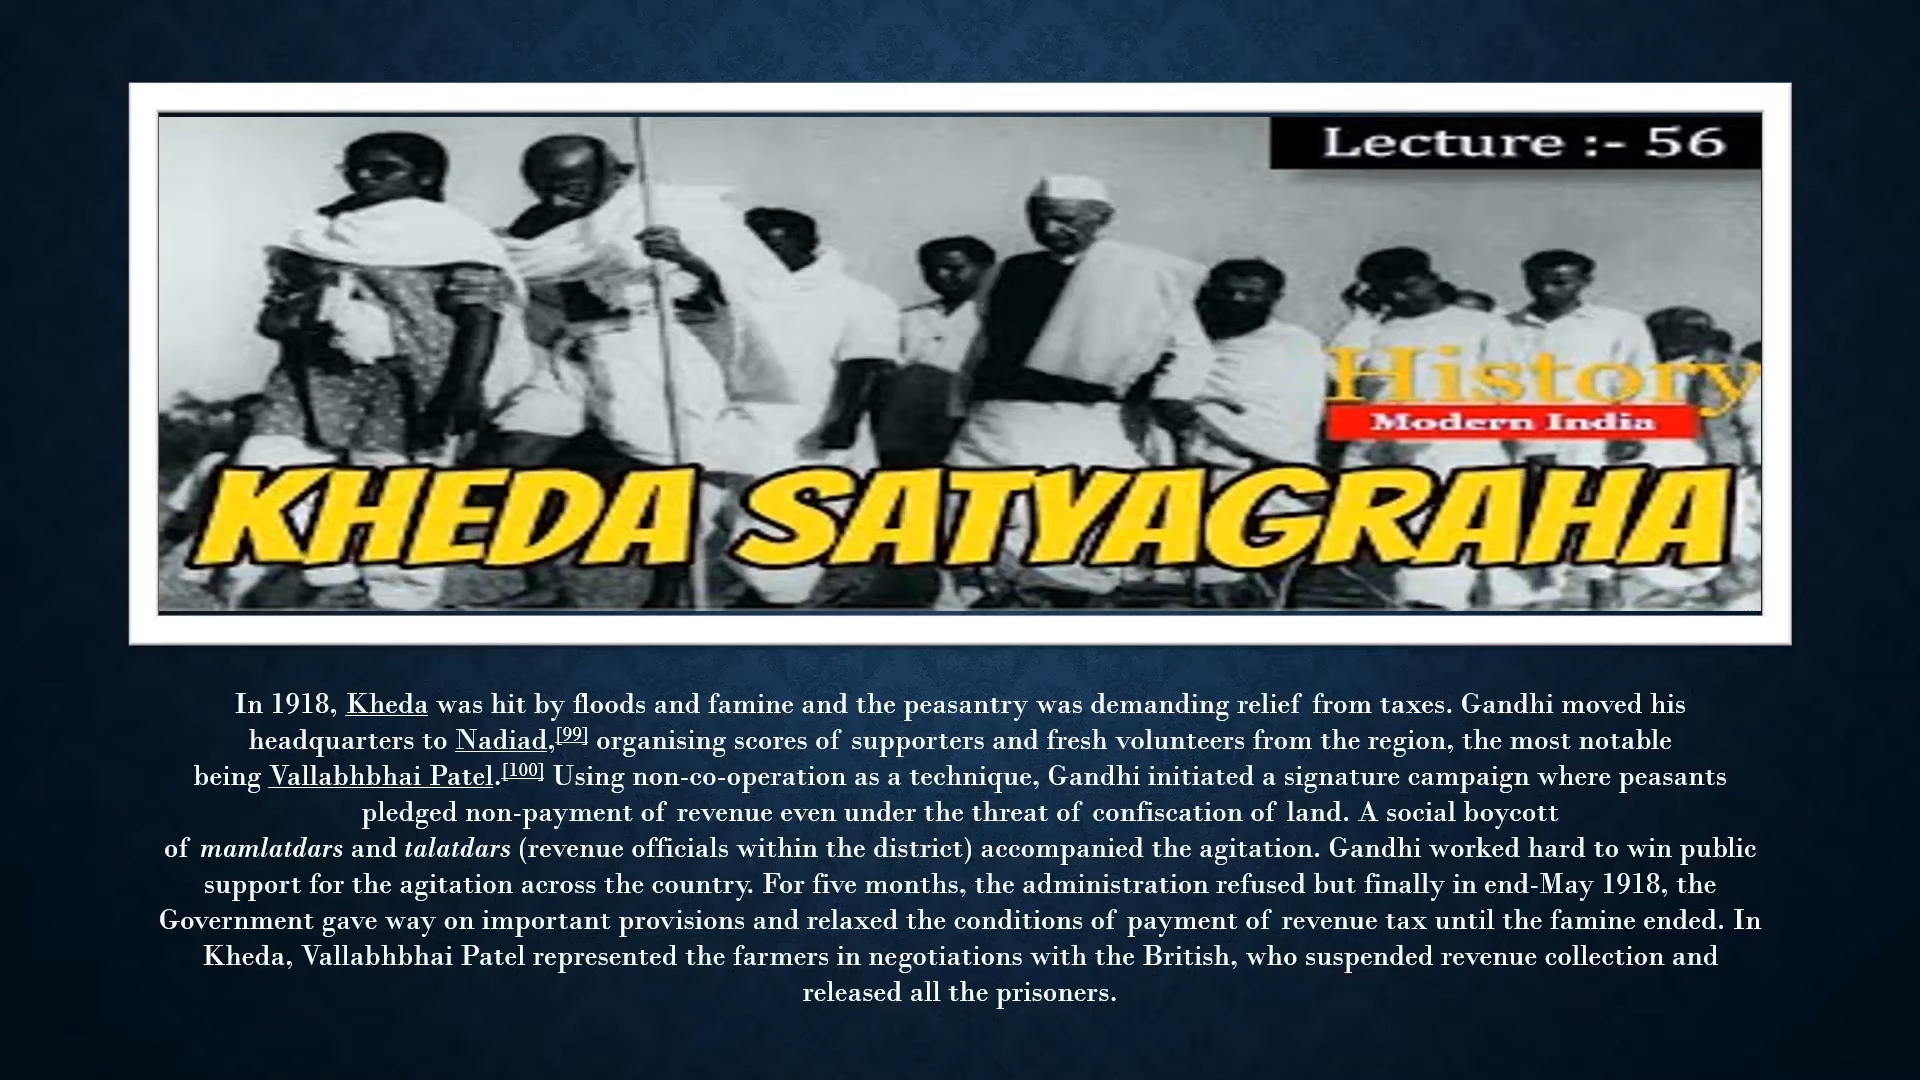 Lecture :- 56
History
Modern India
KHEDA SATYAGRAHA
In 1918, Kheda was hit by floods and famine and the peasantry was demanding relief from taxes. Gandhi moved his
headquarters to Nadiad,[99] organising scores of supporters and fresh volunteers from the region, the most notable
being Vallabhbhai Patel.[100] Using non-co-operation as a technique, Gandhi initiated a signature campaign where peasants
pledged non-payment of revenue even under the threat of confiscation of land. A social boycott
of mamlatdars and talatdars (revenue officials within the district) accompanied the agitation. Gandhi worked hard to win public
support for the agitation across the country. For five months, the administration refused but finally in end-May 1918, the
Government gave way on important provisions and relaxed the conditions of payment of revenue tax until the famine ended. In
Kheda, Vallabhbhai Patel represented the farmers in negotiations with the British, who suspended revenue collection and
released all the prisoners.